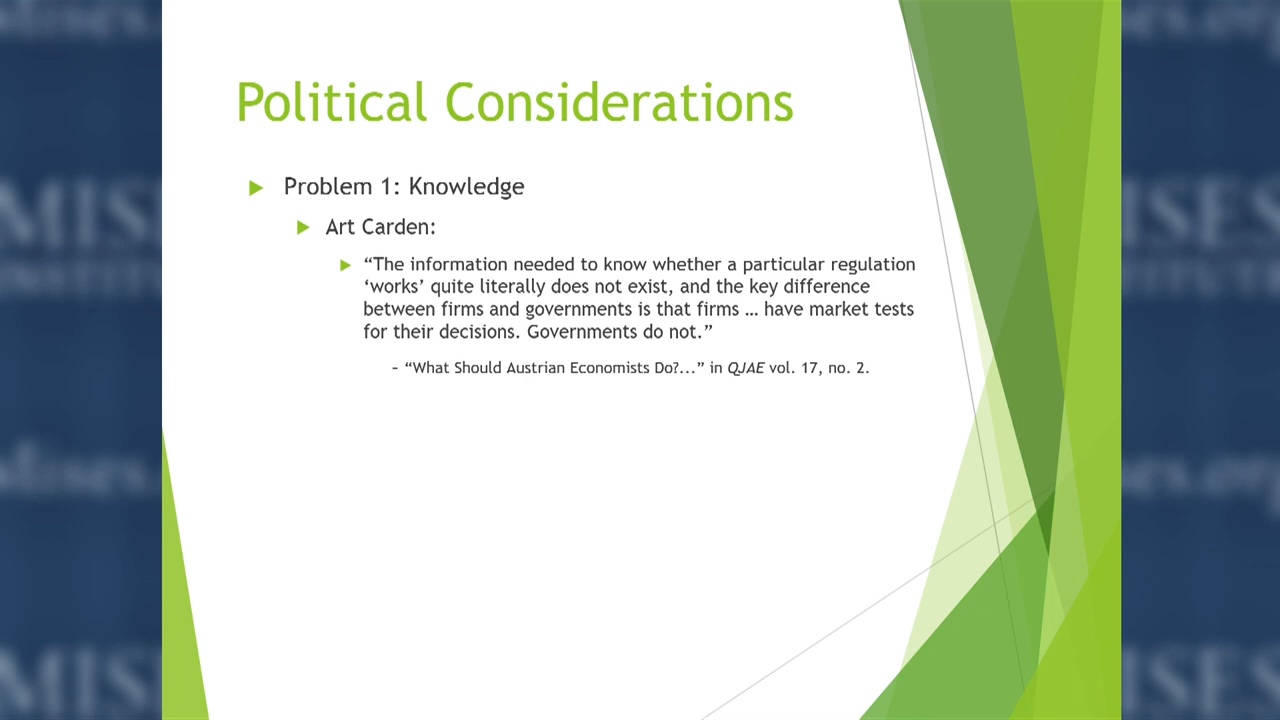 Political Considerations
Problem 1: Knowledge
Art Carden:
“The information needed to know whether a particular regulation
‘works’ quite literally does not exist, and the key difference
between firms and governments is that firms … have market tests
for their decisions. Governments do not.”
– “What Should Austrian Economists Do?...” in QJAE vol. 17, no. 2.